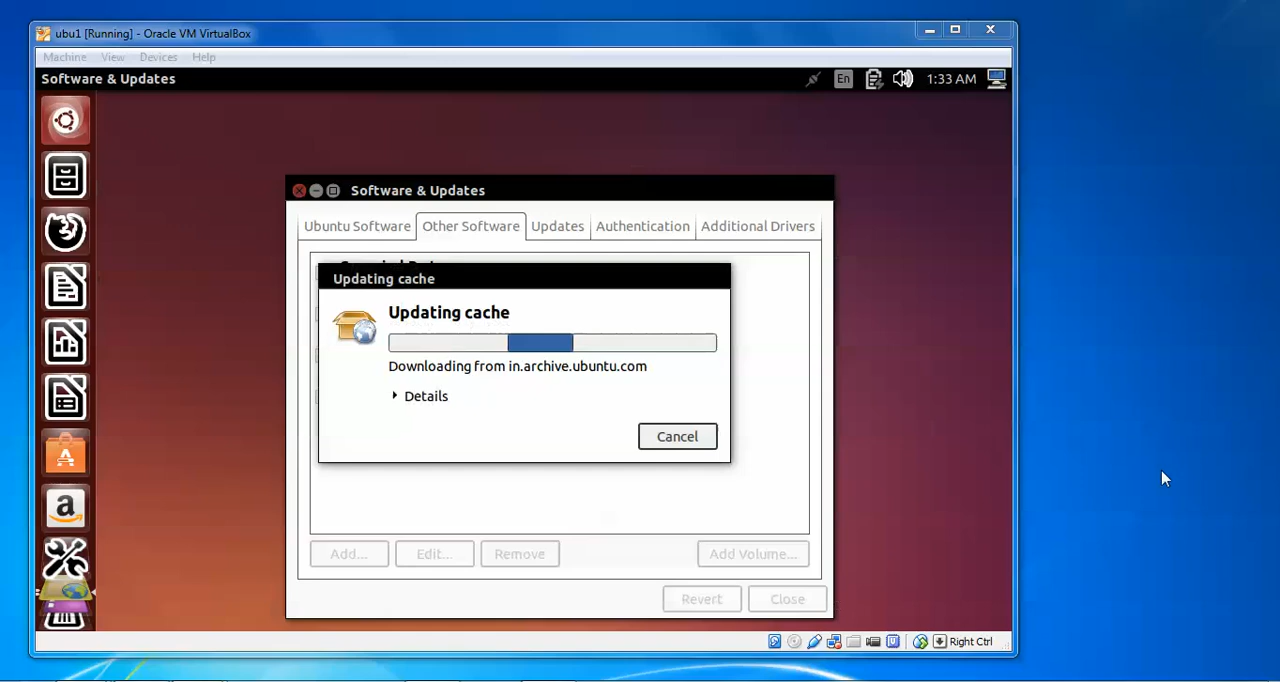 ubu1 [Running] - Oracle VM VirtualBox
Machine View Devices Help
Software & Updates
En
1:33 AM
Software & Updates
Ubuntu Software Other Software Updates Authentication Additional Drivers
Updating cache
Updating cache
Downloading from in.archive.ubuntu.com
Details
Cancel
Add... Edit... Remove Add Volume...
Revert Close
Right Ctrl